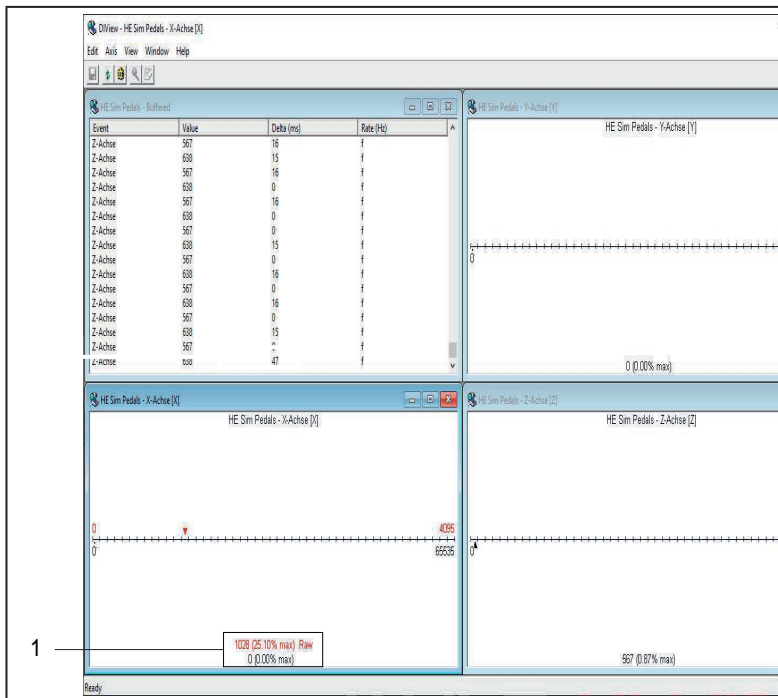 DIView - HE Sim Pedals - X-Achse [X]
Edit Axis View Window Help
HE Sim Pedals - Buffered
Event Value Delta (ms) Rate (Hz)
Z-Achse 567 16 f
Z-Achse 638 15 f
Z-Achse 567 16 f
Z-Achse 638 0 f
Z-Achse 567 16 f
Z-Achse 638 0 f
Z-Achse 567 0 f
Z-Achse 638 15 f
Z-Achse 567 0 f
Z-Achse 638 16 f
Z-Achse 567 0 f
Z-Achse 638 16 f
Z-Achse 567 0 f
Z-Achse 638 15 f
Z-Achse 567 f
Z-Achse 638 47 f
HE Sim Pedals - Y-Achse [Y]
HE Sim Pedals - Y-Achse [Y]
0
0 (0.00% max)
HE Sim Pedals - X-Achse [X]
HE Sim Pedals - X-Achse [X]
0 4095
0 65535
1
1028 (25.10% max) Raw
0 (0.00% max)
HE Sim Pedals - Z-Achse [Z]
HE Sim Pedals - Z-Achse [Z]
0
567 (0.87% max)
Ready